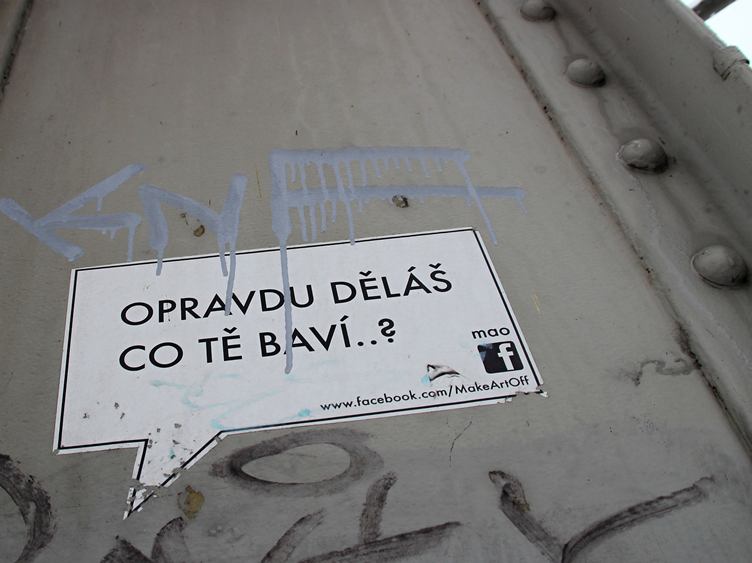 OPRAVDU DĚLÁŠ
CO TĚ BAVÍ..?
mao
f
www.facebook.com/MakeArtOff